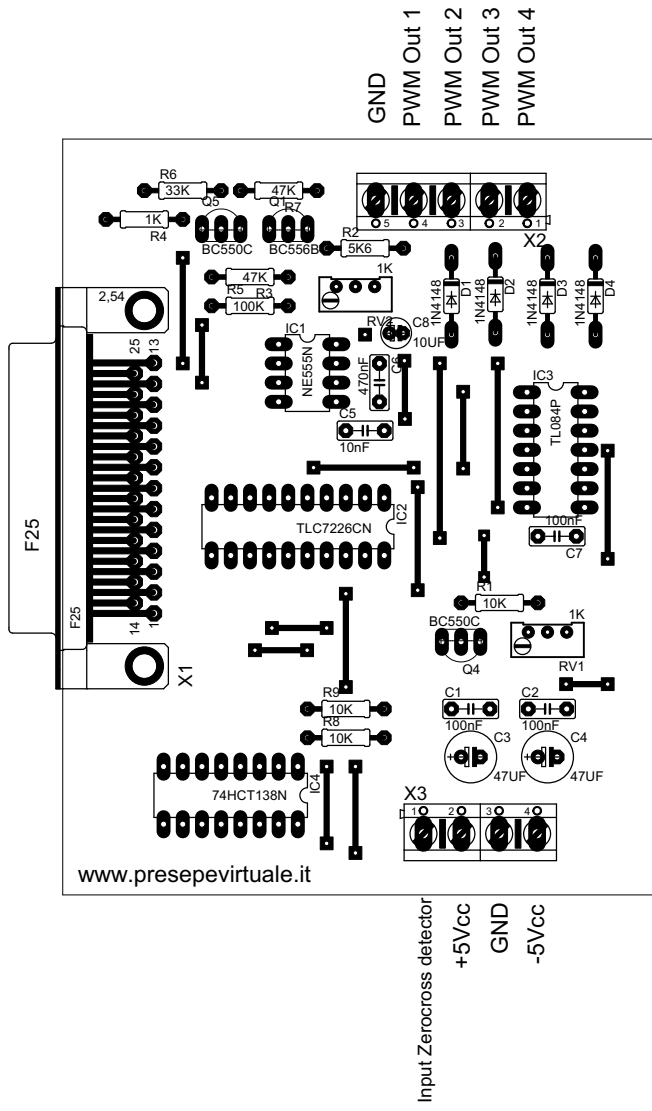 GND
PWM Out 1
PWM Out 2
PWM Out 3
PWM Out 4
R6
33K
47K
Q5
Q1
R7
1K
R4
BC550C
BC556B
R2
5K6
5
4
3
2
1
X2
47K
R5
R3
100K
1K
2,54
25
13
IC1
NE555N
RV2
C8
10UF
470nF
C6
C5
10nF
1N4148
D1
1N4148
D2
1N4148
D3
1N4148
D4
IC3
TL084P
F25
F25
TLC7226CN
IC2
100nF
C7
14
1
X1
R1
10K
BC550C
Q4
1K
RV1
R9
10K
R8
10K
C1
100nF
C2
100nF
C3
47UF
C4
47UF
74HCT138N
IC4
X3
1
2
3
4
www.presepevirtuale.it
Input Zerocross detector
+5Vcc
GND
-5Vcc